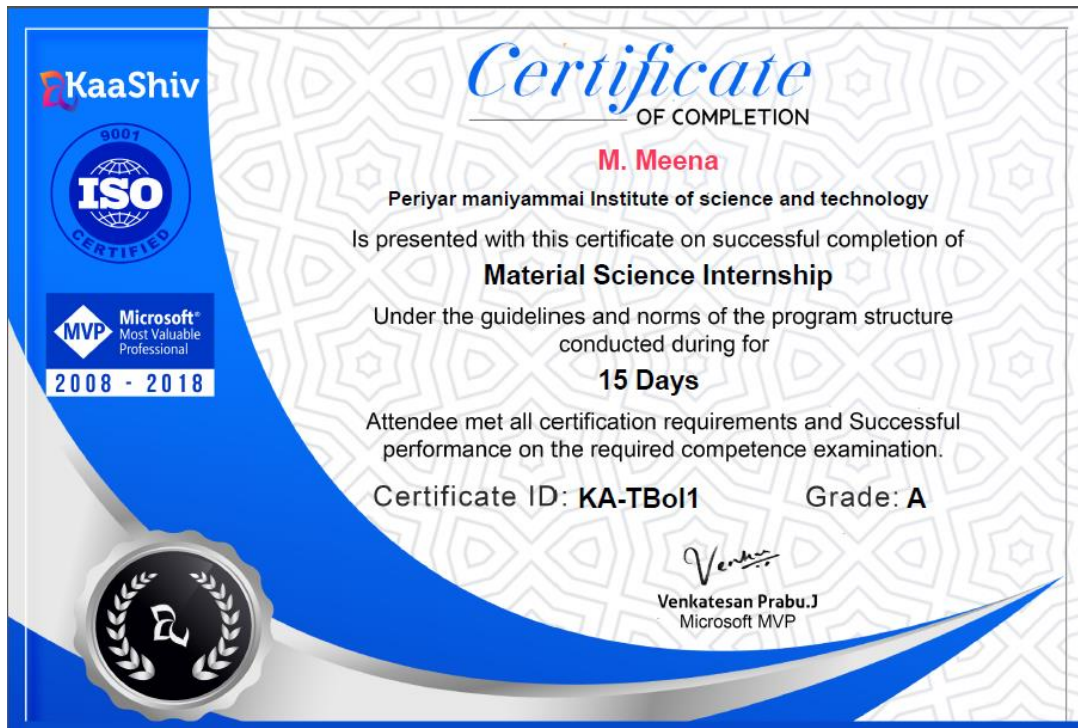 KaaShiv
9001
ISO
CERTIFIED
MVP
Microsoft®
Most Valuable
Professional
2008 - 2018
Certificate
OF COMPLETION
M. Meena
Periyar maniyammai Institute of science and technology
Is presented with this certificate on successful completion of
Material Science Internship
Under the guidelines and norms of the program structure
conducted during for
15 Days
Attendee met all certification requirements and Successful
performance on the required competence examination.
Certificate ID: KA-TBol1 Grade: A
Venkat
Venkatesan Prabu.J
Microsoft MVP